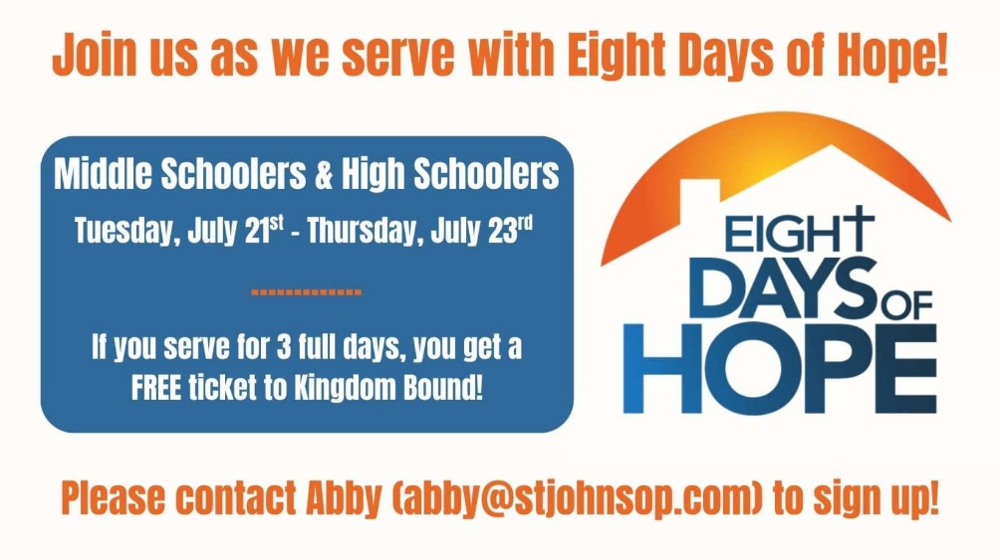 Join us as we serve with Eight Days of Hope!
Middle Schoolers & High Schoolers
Tuesday, July 21st - Thursday, July 23rd
-------------
If you serve for 3 full days, you get a
FREE ticket to Kingdom Bound!
EIGHT
DAYS OF
HOPE
Please contact Abby (abby@stjohnsop.com) to sign up!